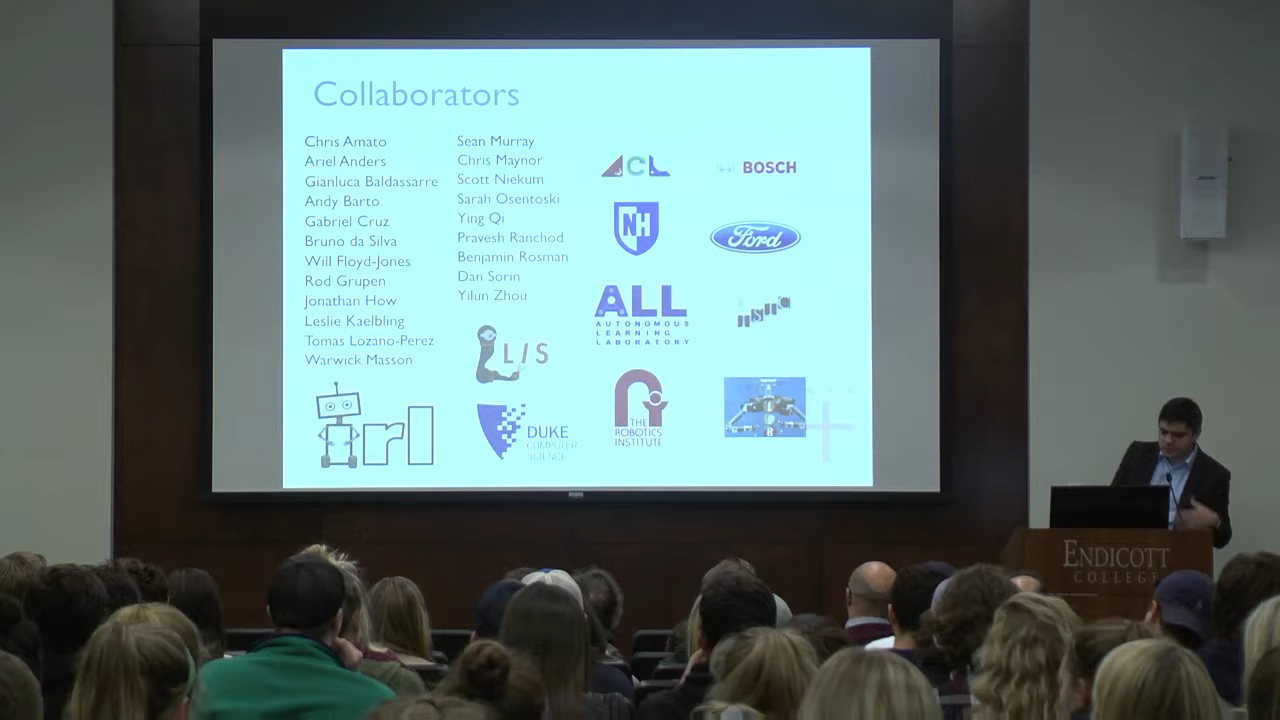 Collaborators
Chris Amato
Ariel Anders
Gianluca Baldassarre
Andy Barto
Gabriel Cruz
Bruno da Silva
Will Floyd-Jones
Rod Grupen
Jonathan How
Leslie Kaelbling
Tomas Lozano-Perez
Warwick Masson
Sean Murray
Chris Maynor
Scott Niekum
Sarah Osentoski
Ying Qi
Pravesh Ranchod
Benjamin Rosman
Dan Sorin
Yilun Zhou
L/S
irl
DUKE
COMPUTER
SCIENCE
ACL
NH
ALL
AUTONOMOUS
LEARNING
LABORATORY
THE
ROBOTICS
INSTITUTE
BOSCH
Ford
ENDICOTT
COLLEGE